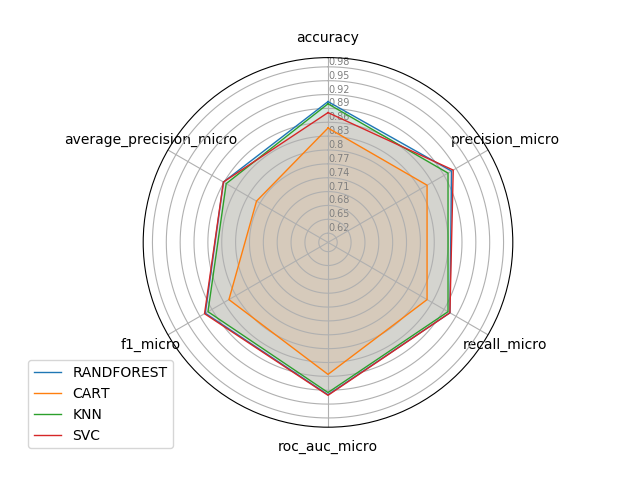 accuracy
0.98
0.95
0.92
0.89
0.86
0.83
0.8
0.77
0.74
0.71
0.68
0.65
0.62
average_precision_micro
precision_micro
f1_micro
recall_micro
roc_auc_micro
RANDFOREST
CART
KNN
SVC